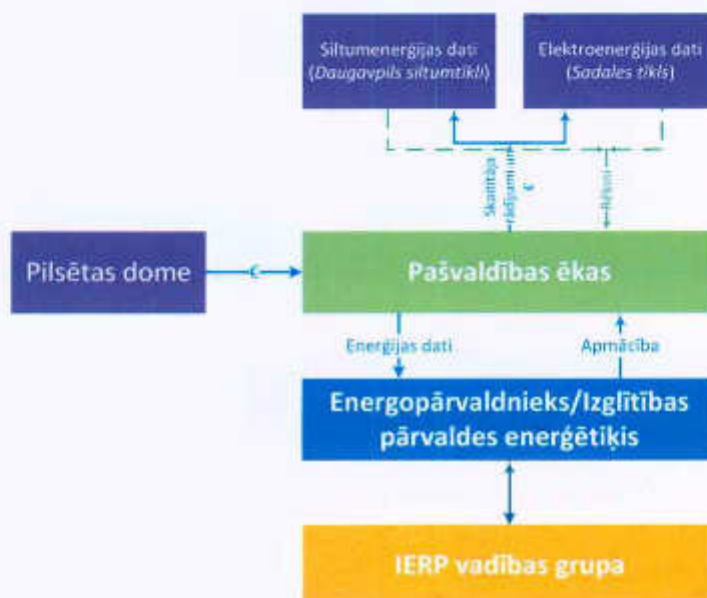 Siltumenerģijas dati
(Daugavpils siltumtīkli)
Elektroenerģijas dati
(Sadales tīkls)
Skaitītāja
rādījumi un
€
Rēķini
Pilsētas dome
€
Pašvaldības ēkas
Enerģijas dati
Apmācība
Energopārvaldnieks/Izglītības
pārvaldes enerģētiķis
IERP vadības grupa